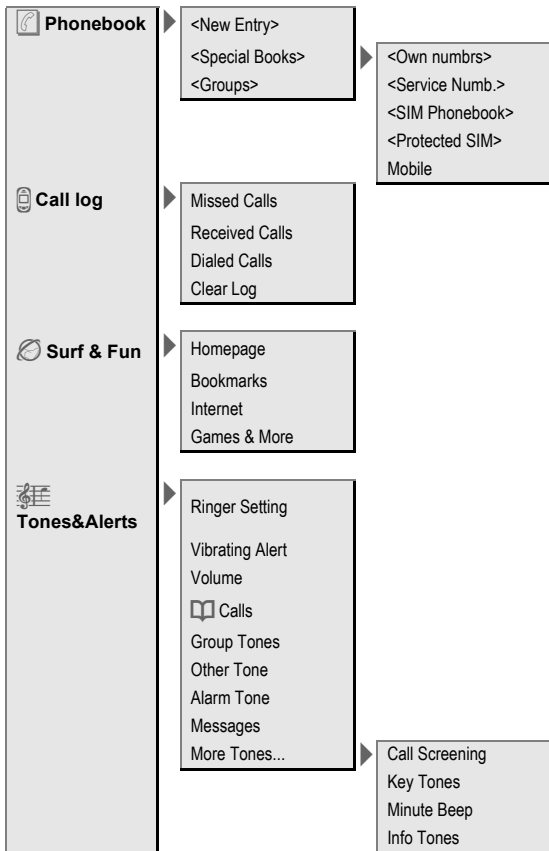 Phonebook
<New Entry>
<Special Books>
<Groups>
<Own numbrs>
<Service Numb.>
<SIM Phonebook>
<Protected SIM>
Mobile
Call log
Missed Calls
Received Calls
Dialed Calls
Clear Log
Surf & Fun
Homepage
Bookmarks
Internet
Games & More
Tones&Alerts
Ringer Setting
Vibrating Alert
Volume
Calls
Group Tones
Other Tone
Alarm Tone
Messages
More Tones...
Call Screening
Key Tones
Minute Beep
Info Tones